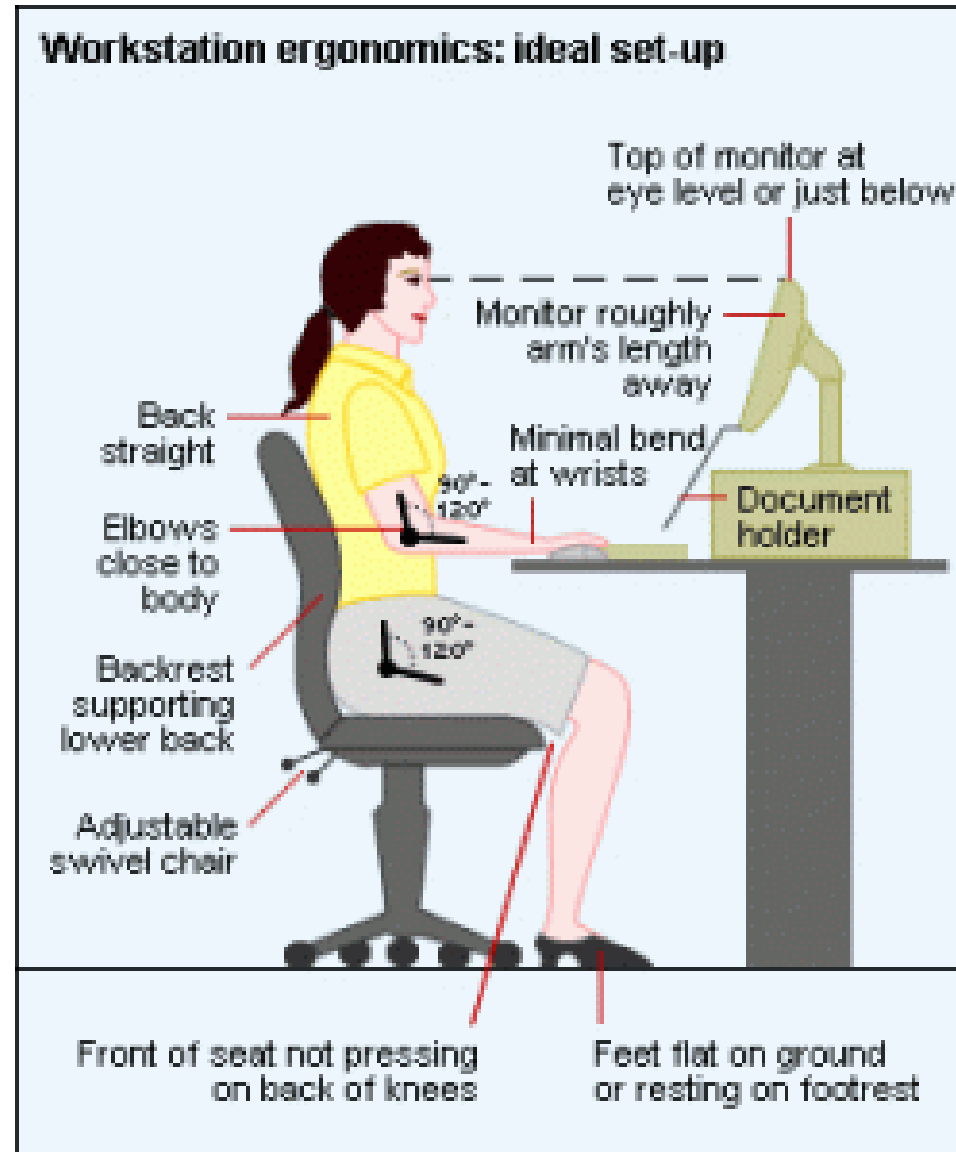 Workstation ergonomics: ideal set-up
Top of monitor at
eye level or just below
Monitor roughly
arm's length
away
Back
straight
Minimal bend
at wrists
90°-
120°
Document
holder
Elbows
close to
body
90°-
120°
Backrest
supporting
lower back
Adjustable
swivel chair
Front of seat not pressing
on back of knees
Feet flat on ground
or resting on footrest